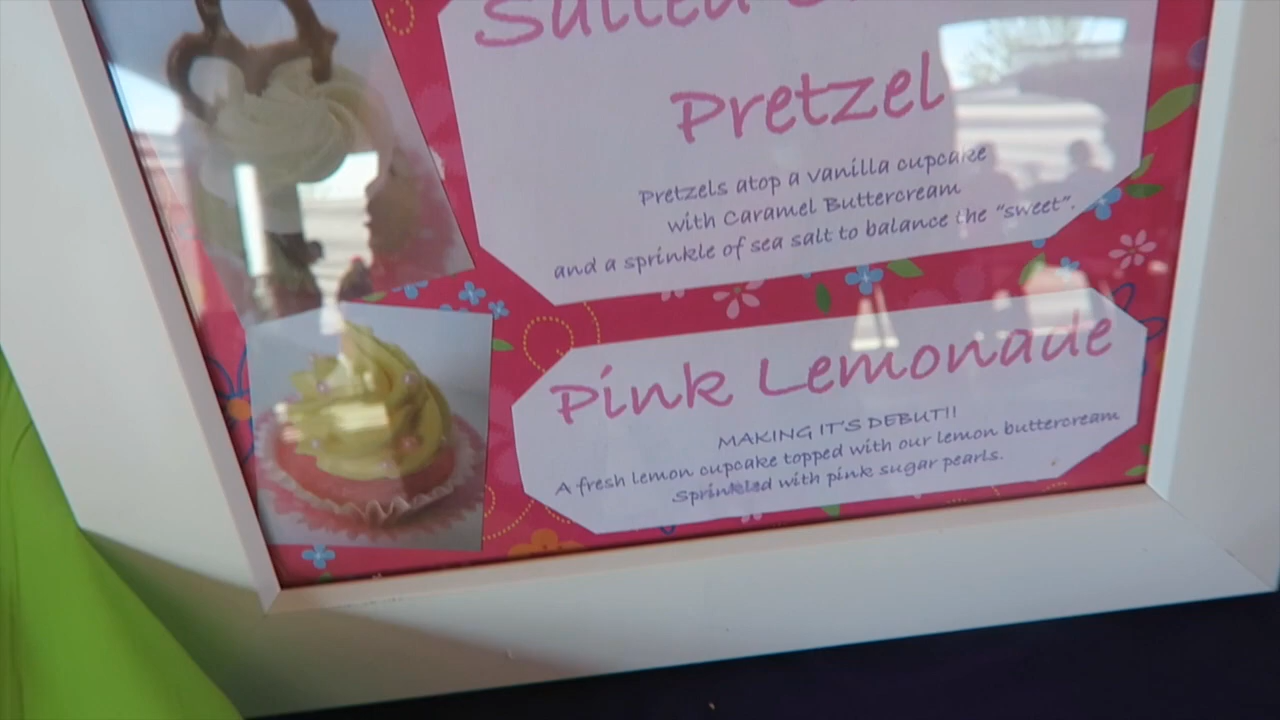 Salted
Pretzel
Pretzels atop a vanilla cupcake
with Caramel Buttercream
and a sprinkle of sea salt to balance the "sweet".
Pink Lemonade
MAKING IT'S DEBUT!!
A fresh lemon cupcake topped with our lemon buttercream
Sprinkled with pink sugar pearls.